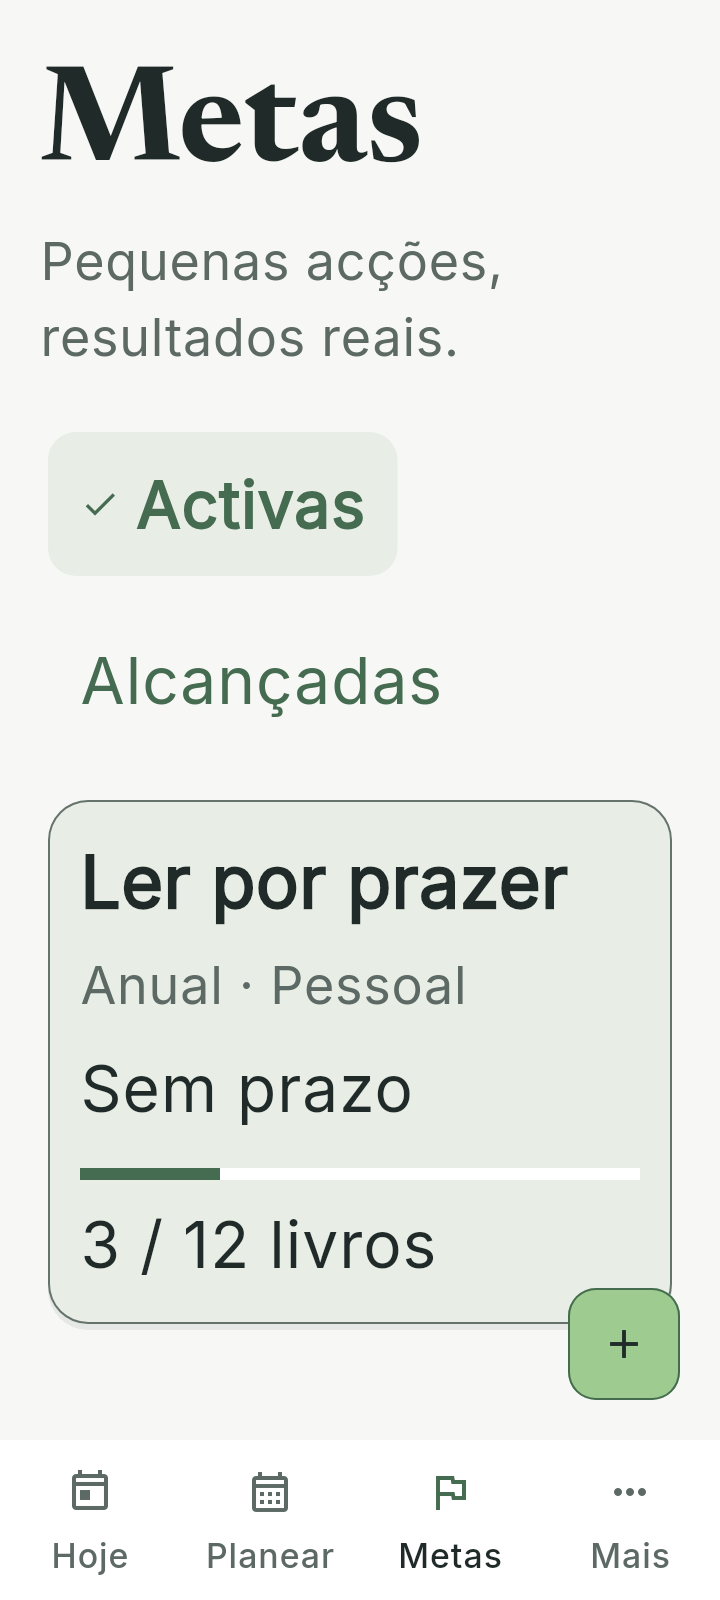 Metas
Pequenas acções,
resultados reais.
Activas
Alcançadas
Ler por prazer
Anual · Pessoal
Sem prazo
3 / 12 livros
Hoje
Planear
Metas
Mais